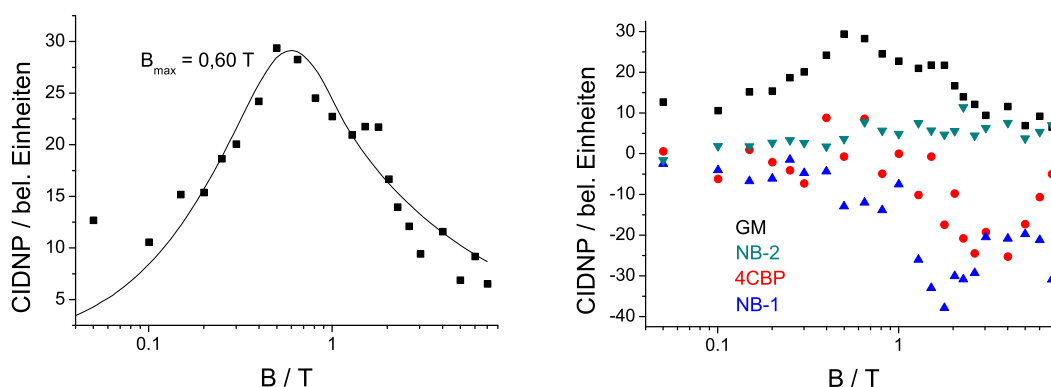 CIDNP / bel. Einheiten
30
25
20
15
10
5
B_max = 0,60 T
0.1
1
B / T
CIDNP / bel. Einheiten
30
20
10
0
-10
-20
-30
-40
GM
NB-2
4CBP
NB-1
0.1
1
B / T